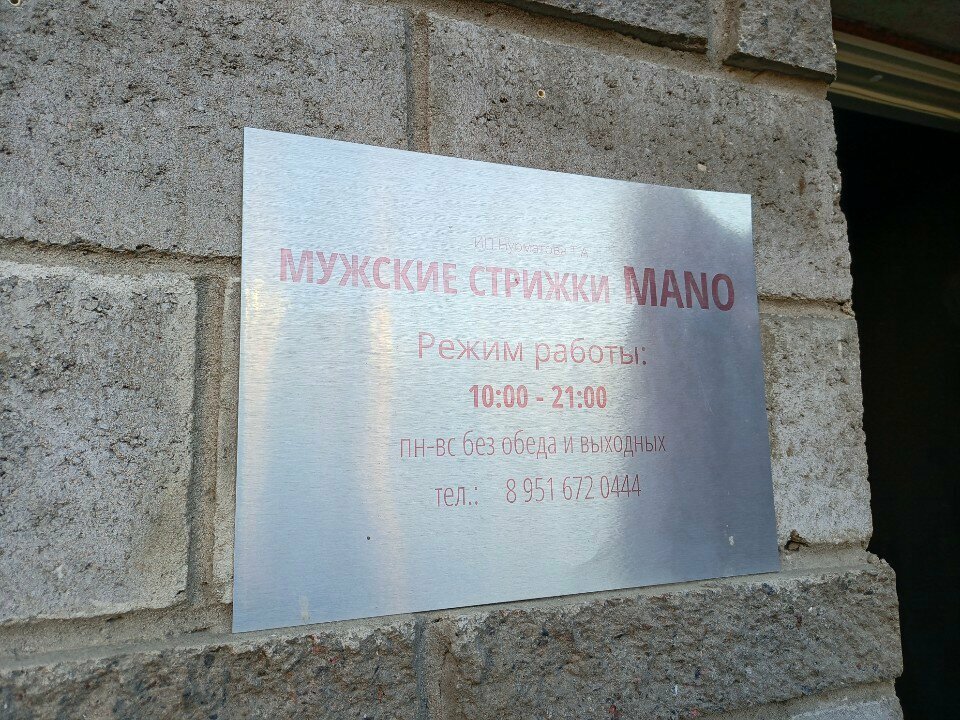 ИП Нурматова Т.А.
МУЖСКИЕ СТРИЖКИ MANO
Режим работы:
10:00 - 21:00
пн-вс без обеда и выходных
тел.: 8 951 672 0444